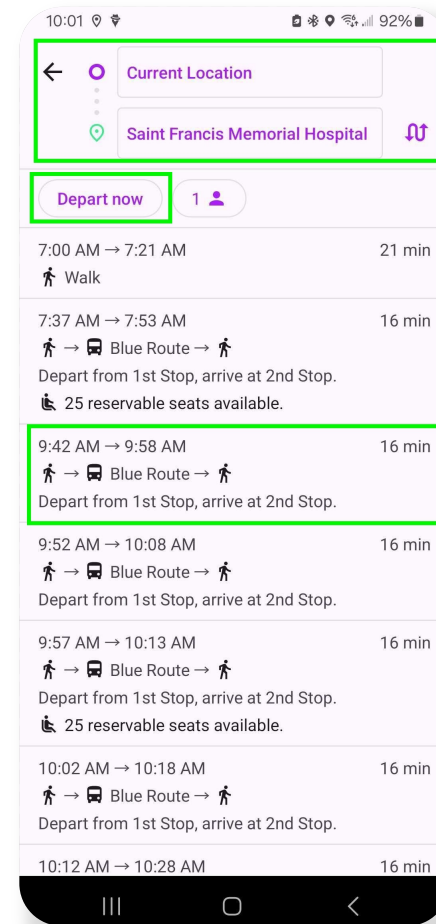 10:01 92%
Current Location
Saint Francis Memorial Hospital
Depart now 1
7:00 AM → 7:21 AM 21 min
Walk
7:37 AM → 7:53 AM 16 min
→ Blue Route →
Depart from 1st Stop, arrive at 2nd Stop.
25 reservable seats available.
9:42 AM → 9:58 AM 16 min
→ Blue Route →
Depart from 1st Stop, arrive at 2nd Stop.
9:52 AM → 10:08 AM 16 min
→ Blue Route →
Depart from 1st Stop, arrive at 2nd Stop.
9:57 AM → 10:13 AM 16 min
→ Blue Route →
Depart from 1st Stop, arrive at 2nd Stop.
25 reservable seats available.
10:02 AM → 10:18 AM 16 min
→ Blue Route →
Depart from 1st Stop, arrive at 2nd Stop.
10:12 AM → 10:28 AM 16 min